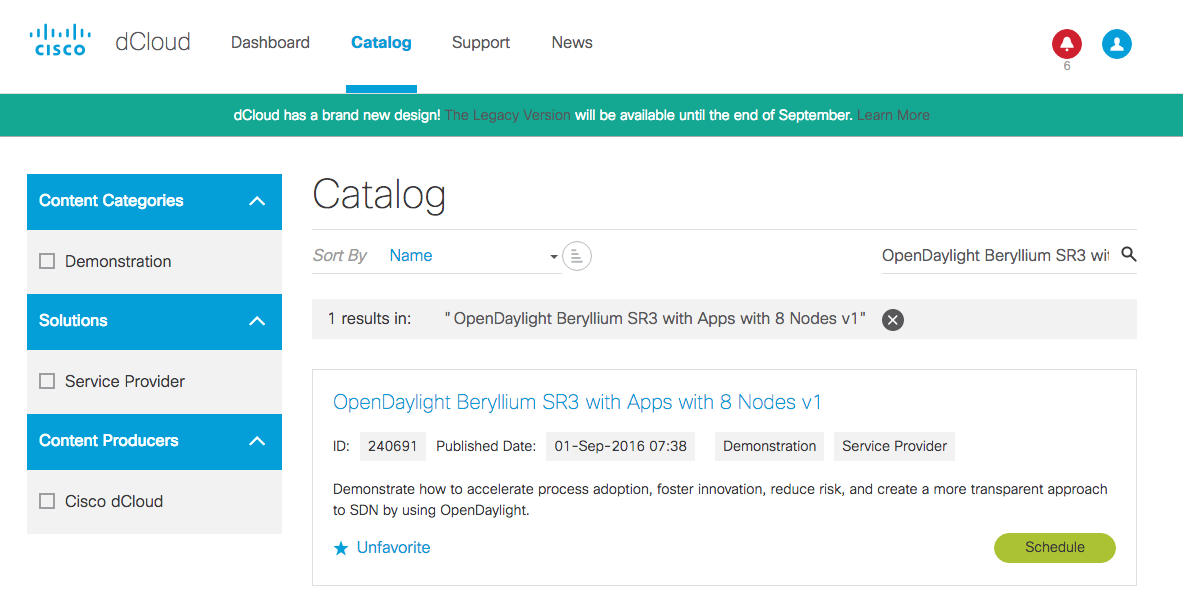 CISCO
dCloud
Dashboard
Catalog
Support
News
6
dCloud has a brand new design! The Legacy Version will be available until the end of September. Learn More
Content Categories
Demonstration
Solutions
Service Provider
Content Producers
Cisco dCloud
Catalog
Sort By Name
OpenDaylight Beryllium SR3 wit
1 results in: " OpenDaylight Beryllium SR3 with Apps with 8 Nodes v1"
OpenDaylight Beryllium SR3 with Apps with 8 Nodes v1
ID: 240691 Published Date: 01-Sep-2016 07:38 Demonstration Service Provider
Demonstrate how to accelerate process adoption, foster innovation, reduce risk, and create a more transparent approach
to SDN by using OpenDaylight.
Unfavorite
Schedule